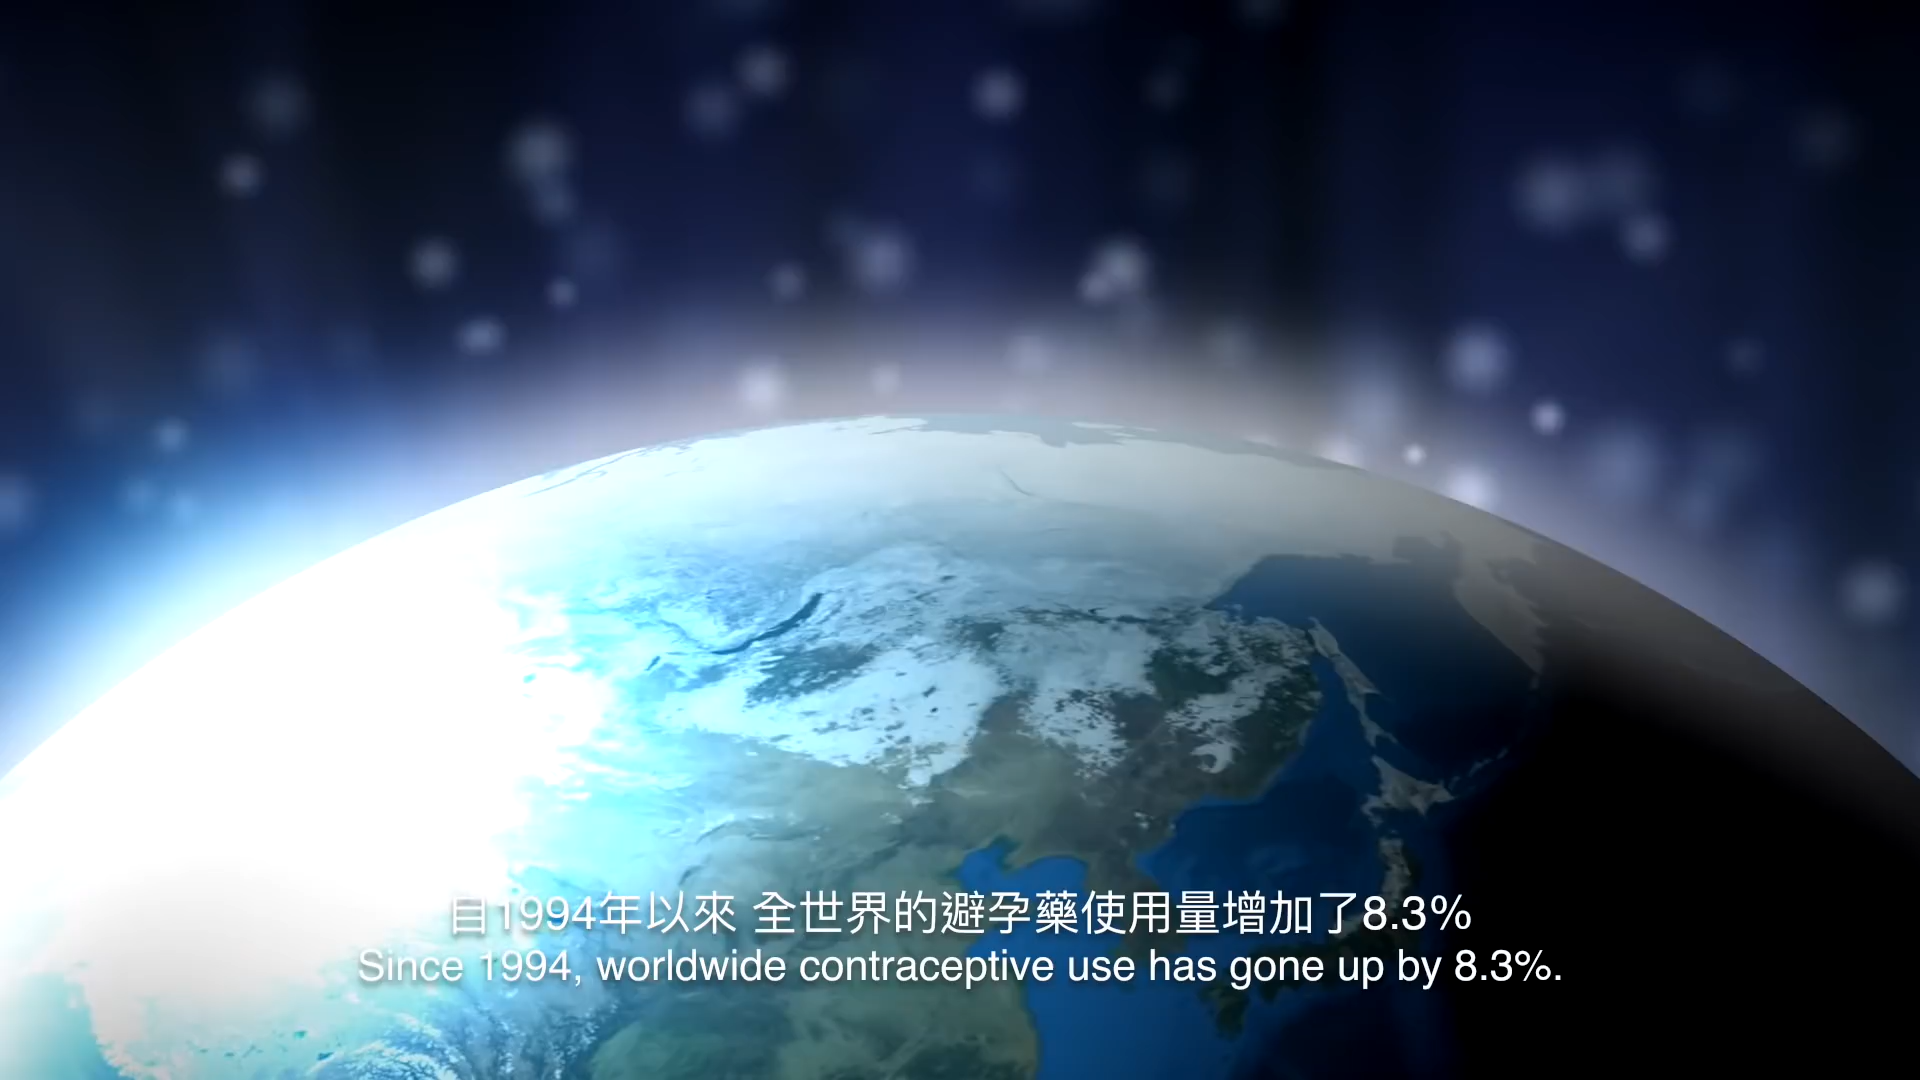 自1994年以來 全世界的避孕藥使用量增加了8.3%
Since 1994, worldwide contraceptive use has gone up by 8.3%.